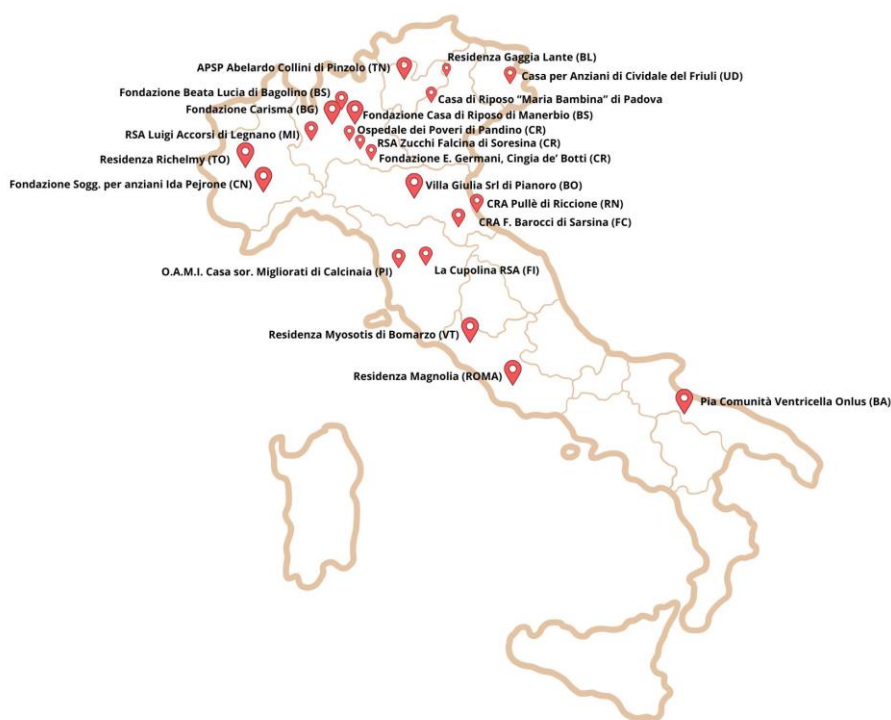 Residenza Gaggia Lante (BL)
APSP Abelardo Collini di Pinzolo (TN)
Casa per Anziani di Cividale del Friuli (UD)
Fondazione Beata Lucia di Bagolino (BS)
Casa di Riposo “Maria Bambina” di Padova
Fondazione Carisma (BG)
Fondazione Casa di Riposo di Manerbio (BS)
RSA Luigi Accorsi di Legnano (MI)
Ospedale dei Poveri di Pandino (CR)
RSA Zucchi Falcina di Soresina (CR)
Residenza Richelmy (TO)
Fondazione E. Germani, Cingia de’ Botti (CR)
Fondazione Sogg. per anziani Ida Pejrone (CN)
Villa Giulia Srl di Pianoro (BO)
CRA Pullè di Riccione (RN)
CRA F. Barocci di Sarsina (FC)
O.A.M.I. Casa sor. Migliorati di Calcinaia (PI)
La Cupolina RSA (FI)
Residenza Myosotis di Bomarzo (VT)
Residenza Magnolia (ROMA)
Pia Comunità Ventricella Onlus (BA)